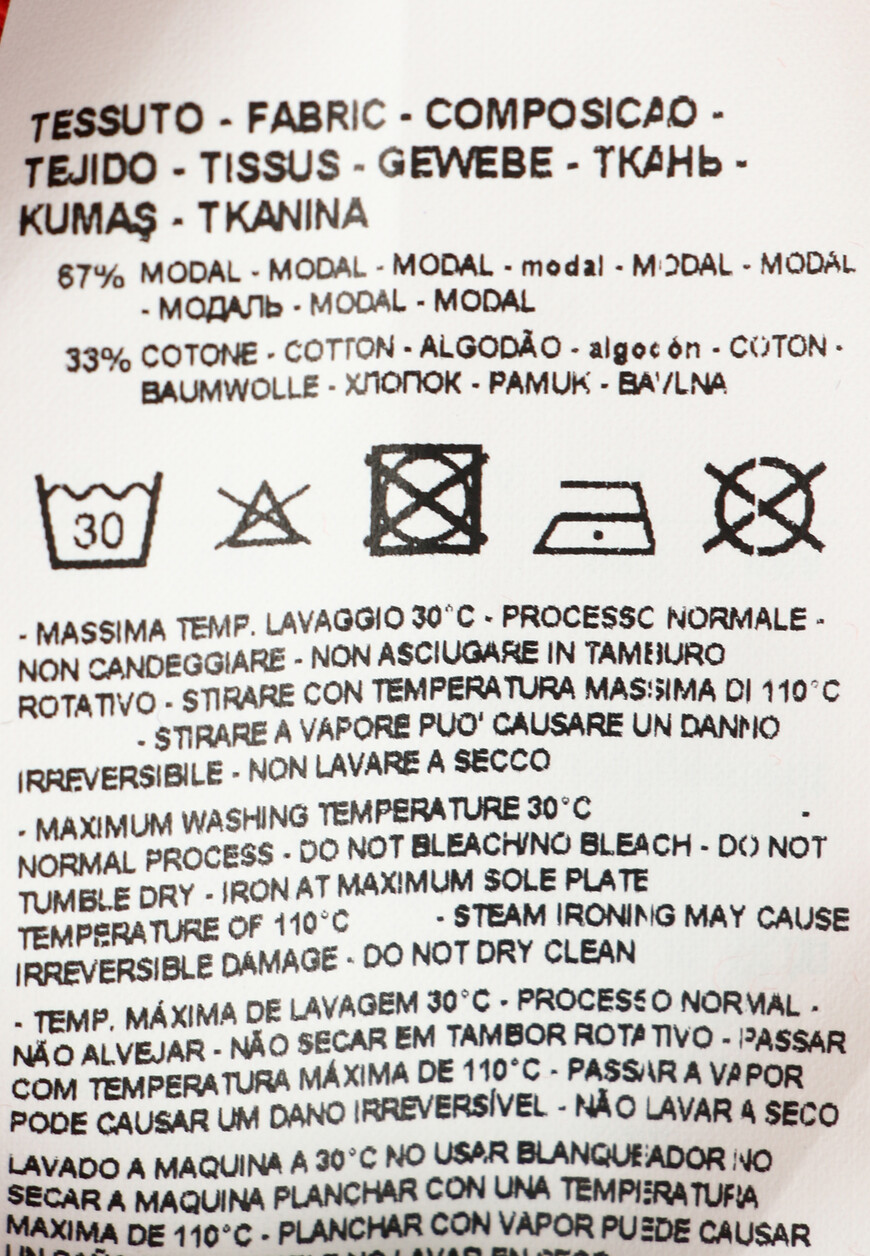 TESSUTO - FABRIC - COMPOSICAO -
TEJIDO - TISSUS - GEWEBE - ТКАНЬ -
KUMAŞ - TKANINA
67% MODAL - MODAL - MODAL - modal - MODAL - MODAL
- МОДАЛЬ - MODAL - MODAL
33% COTONE - COTTON - ALGODÃO - algodón - COTON -
BAUMWOLLE - ХЛОПОК - PAMUK - BAWLNA
30
- MASSIMA TEMP. LAVAGGIO 30°C - PROCESSO NORMALE -
NON CANDEGGIARE - NON ASCIUGARE IN TAMBURO
ROTATIVO - STIRARE CON TEMPERATURA MASSIMA DI 110°C
- STIRARE A VAPORE PUO' CAUSARE UN DANNO
IRREVERSIBILE - NON LAVARE A SECCO
- MAXIMUM WASHING TEMPERATURE 30°C -
NORMAL PROCESS - DO NOT BLEACH/NO BLEACH - DO NOT
TUMBLE DRY - IRON AT MAXIMUM SOLE PLATE
TEMPERATURE OF 110°C - STEAM IRONING MAY CAUSE
IRREVERSIBLE DAMAGE - DO NOT DRY CLEAN
- TEMP. MÁXIMA DE LAVAGEM 30°C - PROCESSO NORMAL -
NÃO ALVEJAR - NÃO SECAR EM TAMBOR ROTATIVO - PASSAR
COM TEMPERATURA MÁXIMA DE 110°C - PASSAR A VAPOR
PODE CAUSAR UM DANO IRREVERSÍVEL - NÃO LAVAR A SECO
LAVADO A MAQUINA A 30°C NO USAR BLANQUEADOR NO
SECAR A MAQUINA PLANCHAR CON UNA TEMPERATURA
MAXIMA DE 110°C - PLANCHAR CON VAPOR PUEDE CAUSAR